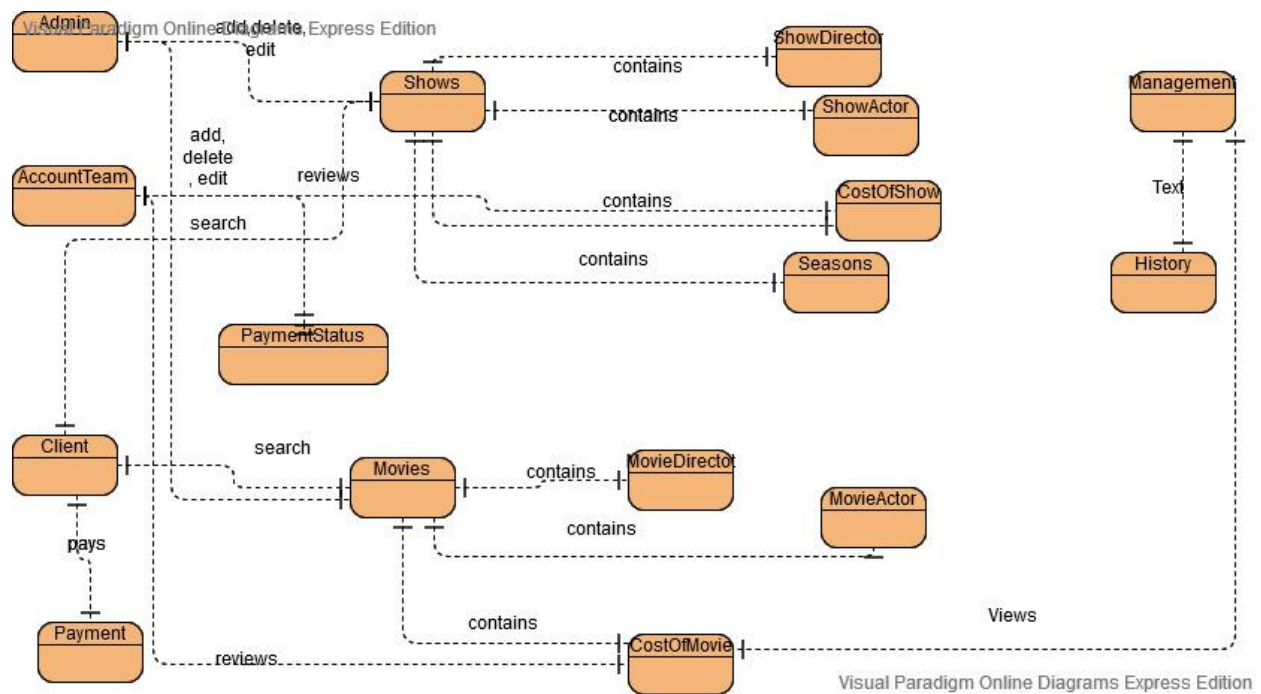 Admin
Visual Paradigm Online Diagrams Express Edition
add,delete,
edit
ShowDirector
contains
Shows
Management
ShowActor
contains
add,
delete
, edit
AccountTeam
reviews
CostOfShow
contains
Text
search
contains
Seasons
History
PaymentStatus
Client
search
Movies
contains
MovieDirectot
MovieActor
contains
pays
Payment
contains
Views
CostOfMovie
reviews
Visual Paradigm Online Diagrams Express Edition